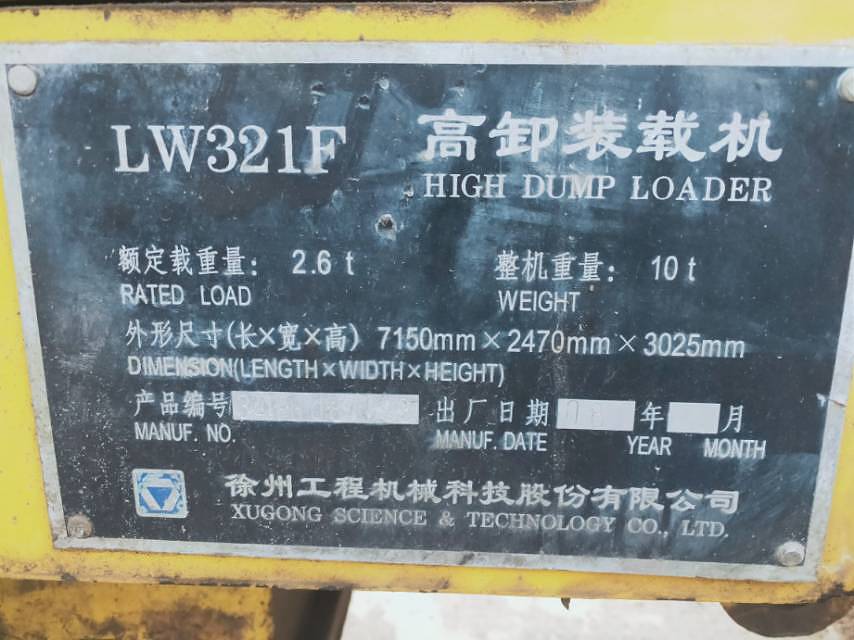 LW321F 高卸装载机
HIGH DUMP LOADER
额定载重量: 2.6 t 整机重量: 10 t
RATED LOAD WEIGHT
外形尺寸(长×宽×高) 7150mm×2470mm×3025mm
DIMENSION(LENGTH×WIDTH×HEIGHT)
产品编号 出厂日期 年 月
MANUF. NO. MANUF. DATE YEAR MONTH
徐州工程机械科技股份有限公司
XUGONG SCIENCE & TECHNOLOGY CO., LTD.